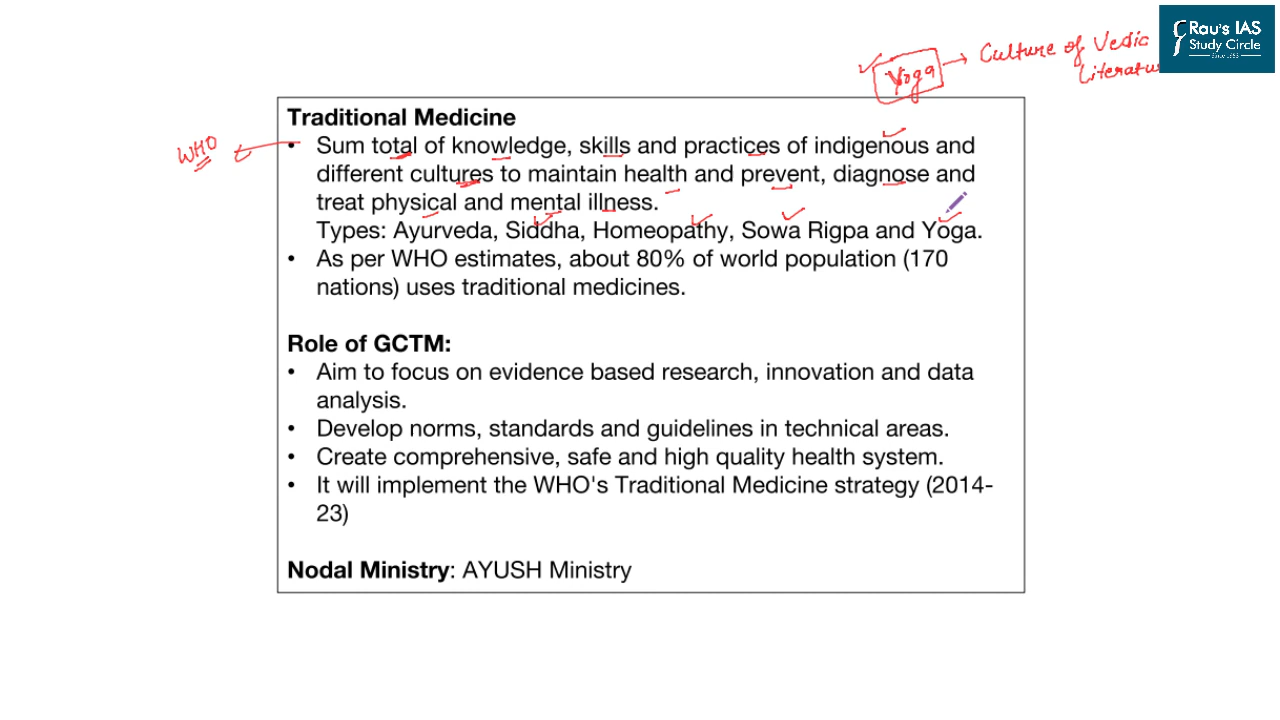 Rau's IAS
Study Circle
Since 1953
Yoga → Culture of Vedic
Literatu
WHO
Traditional Medicine
• Sum total of knowledge, skills and practices of indigenous and
different cultures to maintain health and prevent, diagnose and
treat physical and mental illness.
Types: Ayurveda, Siddha, Homeopathy, Sowa Rigpa and Yoga.
• As per WHO estimates, about 80% of world population (170
nations) uses traditional medicines.
Role of GCTM:
• Aim to focus on evidence based research, innovation and data
analysis.
• Develop norms, standards and guidelines in technical areas.
• Create comprehensive, safe and high quality health system.
• It will implement the WHO's Traditional Medicine strategy (2014-
23)
Nodal Ministry: AYUSH Ministry